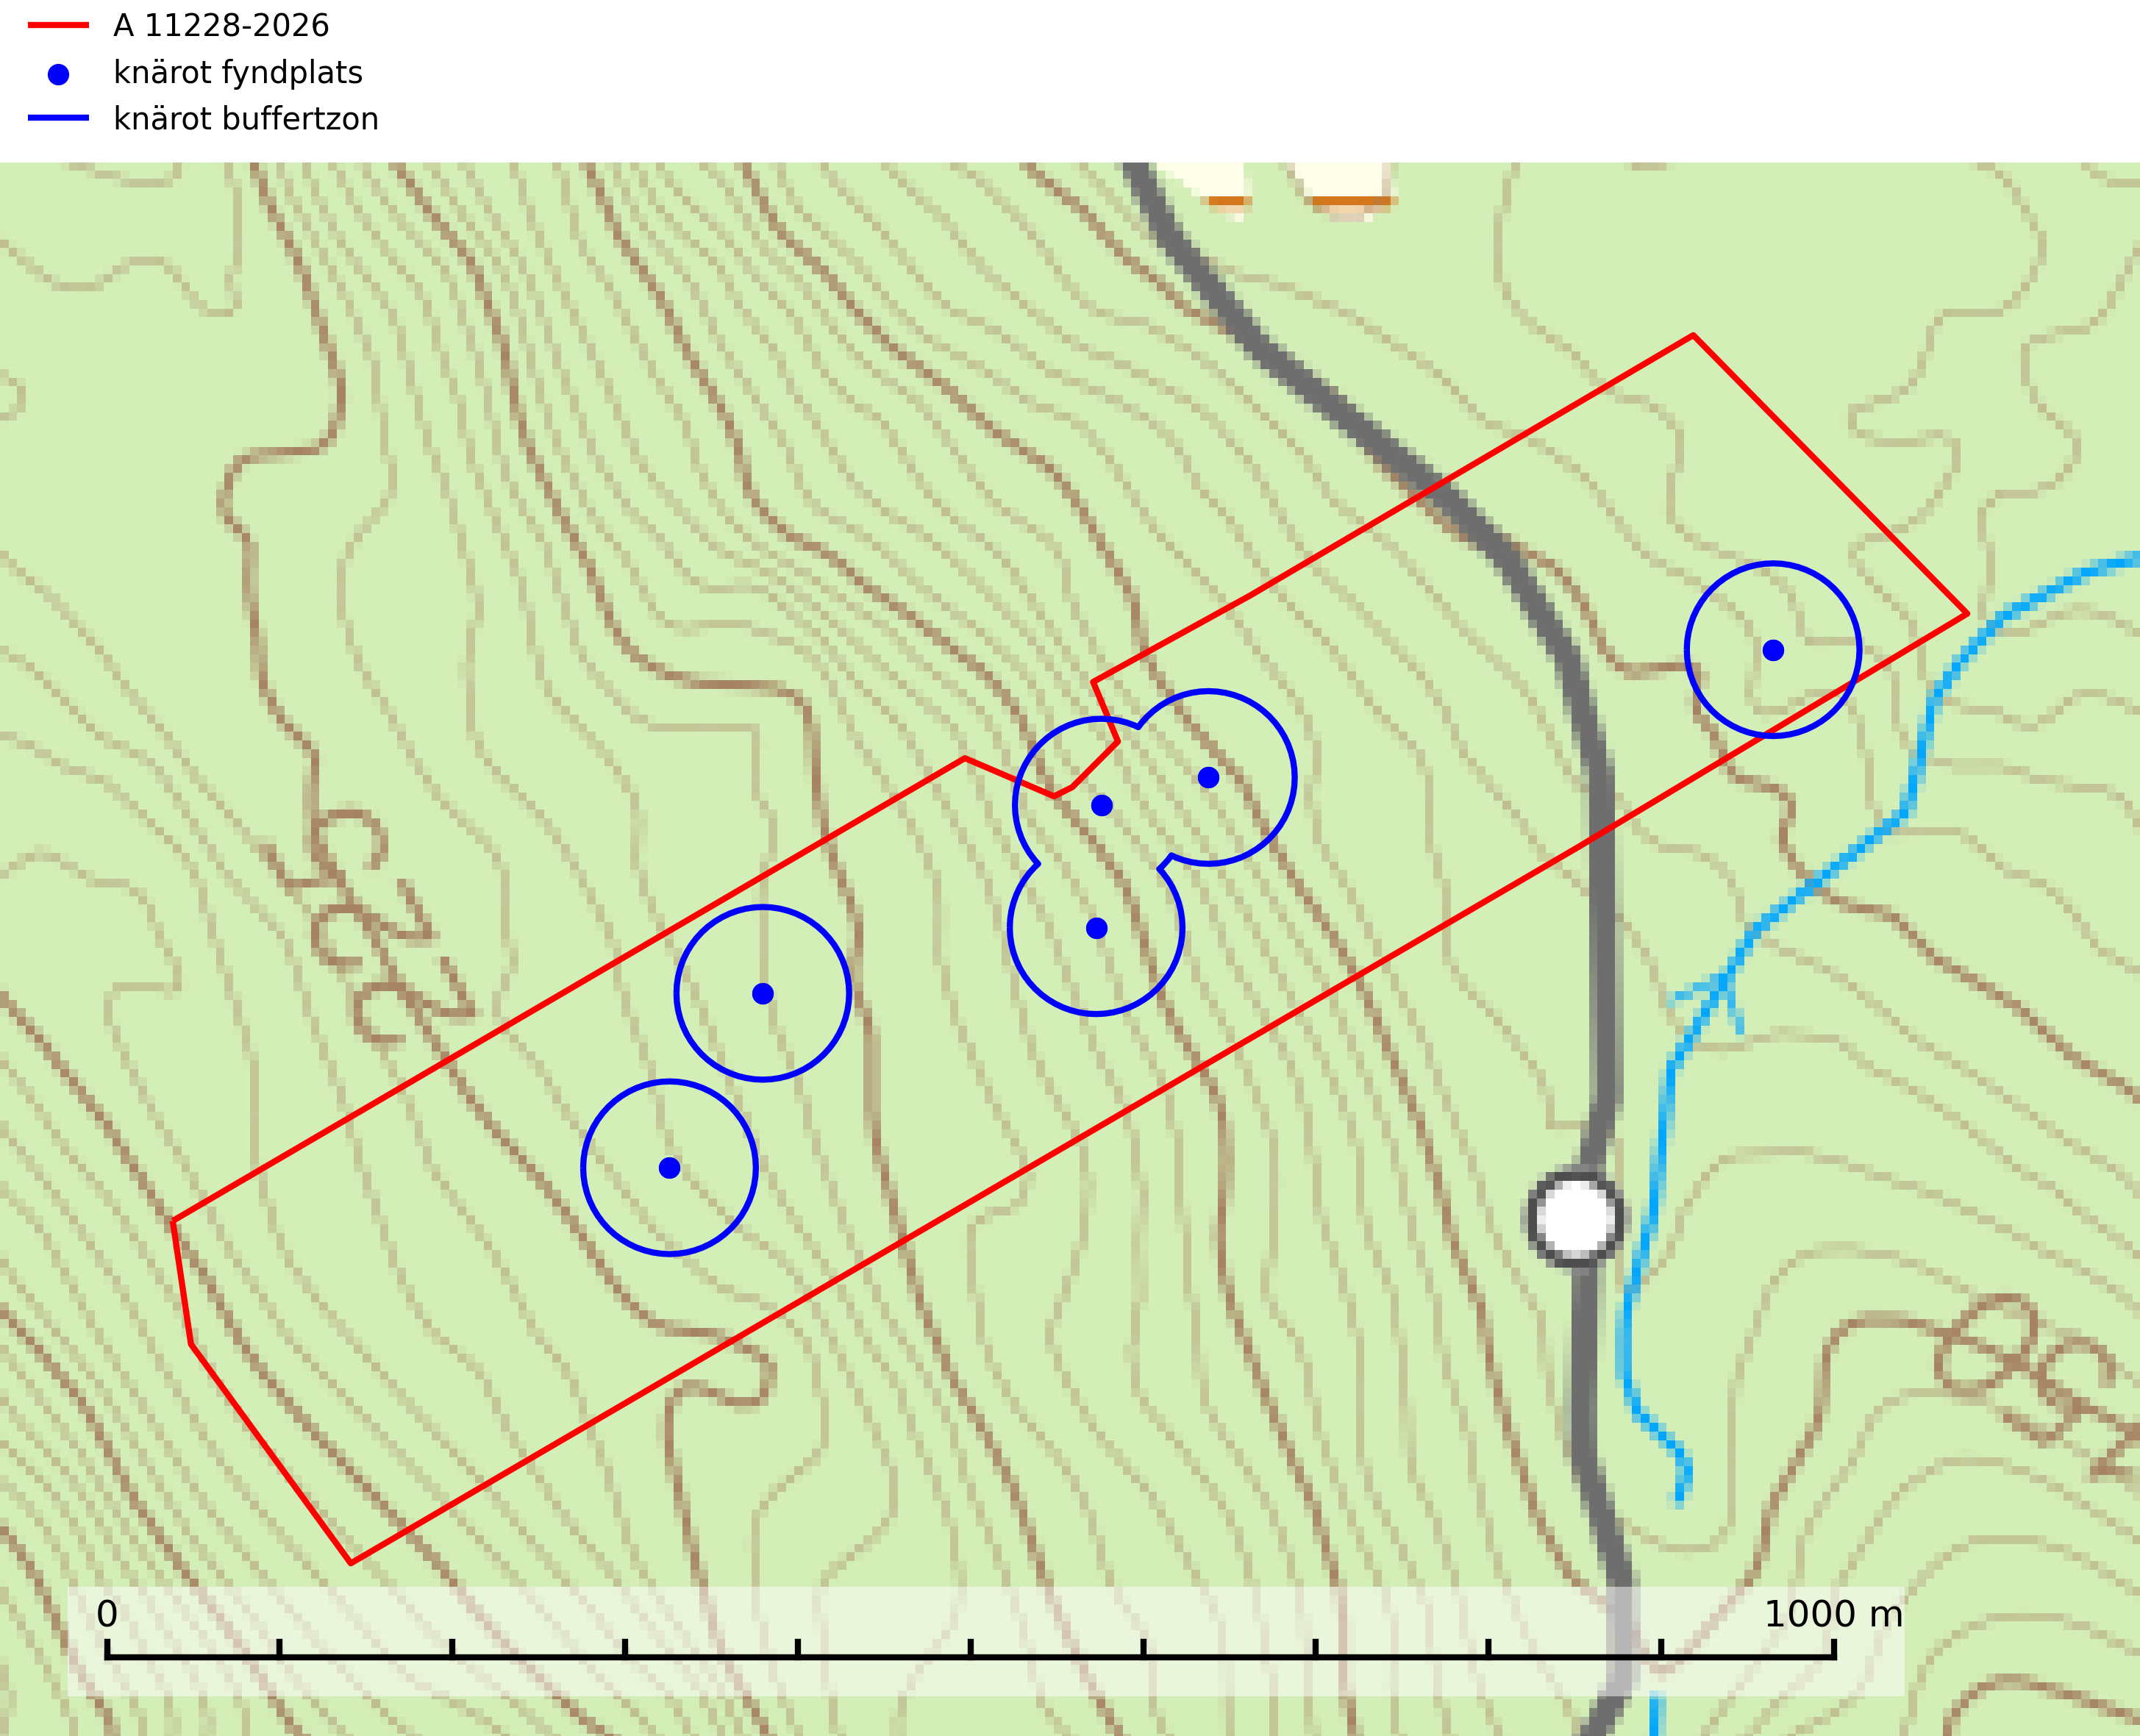 A 11228-2026
knärot fyndplats
knärot buffertzon
0
1000 m